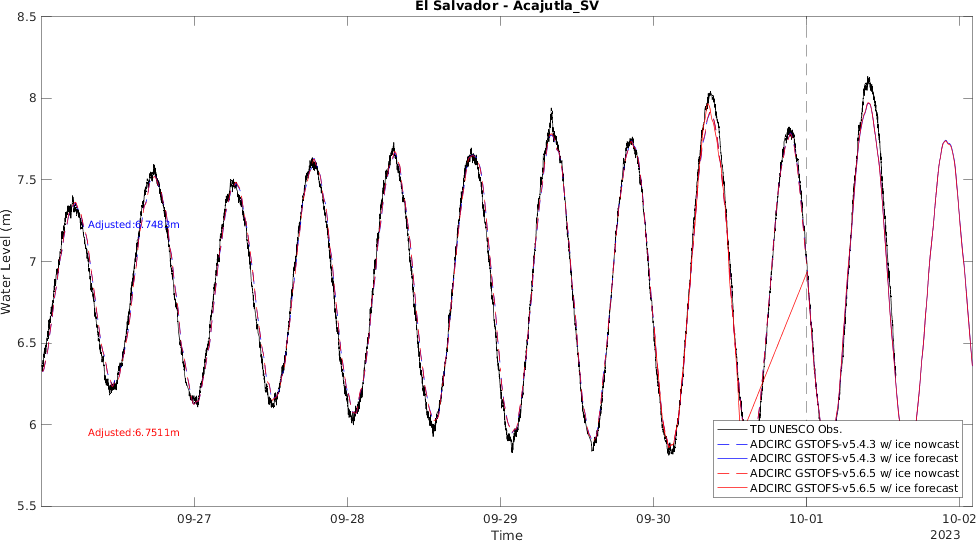 El Salvador - Acajutla_SV
8.5
8
7.5
7
6.5
6
5.5
Water Level (m)
Adjusted:6.7483m
Adjusted:6.7511m
TD UNESCO Obs.
ADCIRC GSTOFS-v5.4.3 w/ ice nowcast
ADCIRC GSTOFS-v5.4.3 w/ ice forecast
ADCIRC GSTOFS-v5.6.5 w/ ice nowcast
ADCIRC GSTOFS-v5.6.5 w/ ice forecast
09-27
09-28
09-29
09-30
10-01
10-02
Time
2023